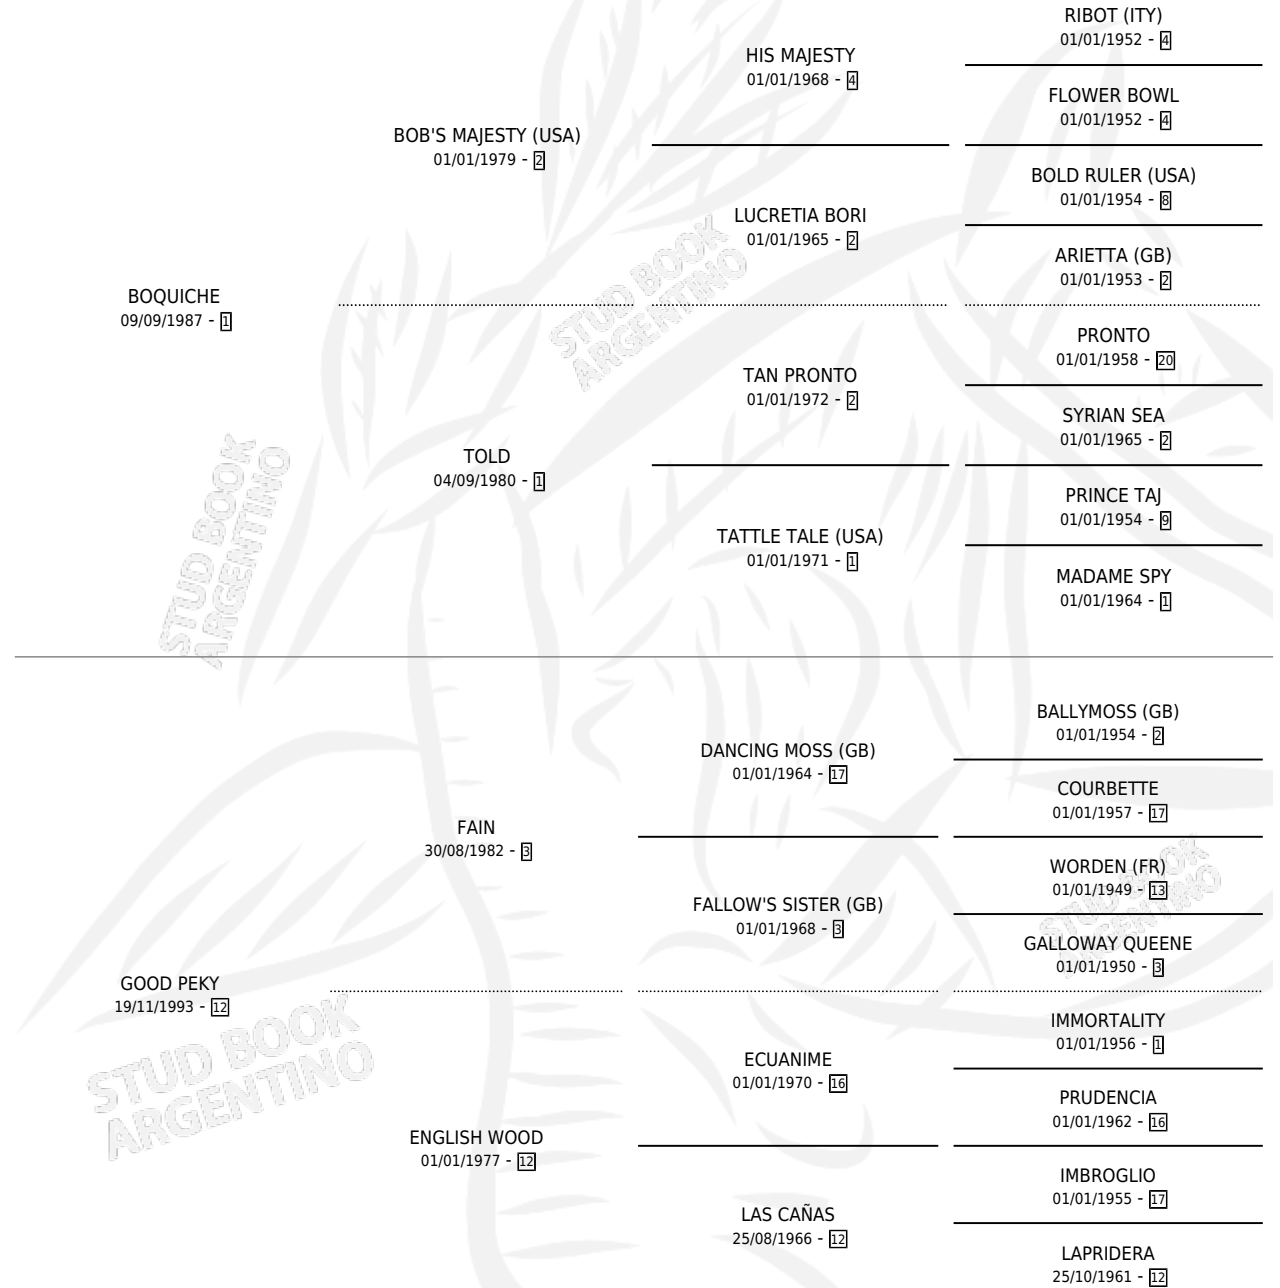 RIBOT (ITY)
01/01/1952 - 4
HIS MAJESTY
01/01/1968 - 4
FLOWER BOWL
01/01/1952 - 4
BOB'S MAJESTY (USA)
01/01/1979 - 2
BOLD RULER (USA)
01/01/1954 - 8
LUCRETIA BORI
01/01/1965 - 2
ARIETTA (GB)
01/01/1953 - 2
BOQUICHE
09/09/1987 - 1
PRONTO
01/01/1958 - 20
TAN PRONTO
01/01/1972 - 2
SYRIAN SEA
01/01/1965 - 2
TOLD
04/09/1980 - 1
PRINCE TAJ
01/01/1954 - 9
TATTLE TALE (USA)
01/01/1971 - 1
MADAME SPY
01/01/1964 - 1
BALLYMOSS (GB)
01/01/1954 - 2
DANCING MOSS (GB)
01/01/1964 - 17
COURBETTE
01/01/1957 - 17
FAIN
30/08/1982 - 3
WORDEN (FR)
01/01/1949 - 13
FALLOW'S SISTER (GB)
01/01/1968 - 3
GALLOWAY QUEENE
01/01/1950 - 3
GOOD PEKY
19/11/1993 - 12
IMMORTALITY
01/01/1956 - 1
ECUANIME
01/01/1970 - 16
PRUDENCIA
01/01/1962 - 16
ENGLISH WOOD
01/01/1977 - 12
IMBROGLIO
01/01/1955 - 17
LAS CAÑAS
25/08/1966 - 12
LAPRIDERA
25/10/1961 - 12
STUD BOOK
ARGENTINO
STUD BOOK
ARGENTINO
STUD BOOK
ARGENTINO
STUD BOOK
ARGENTINO